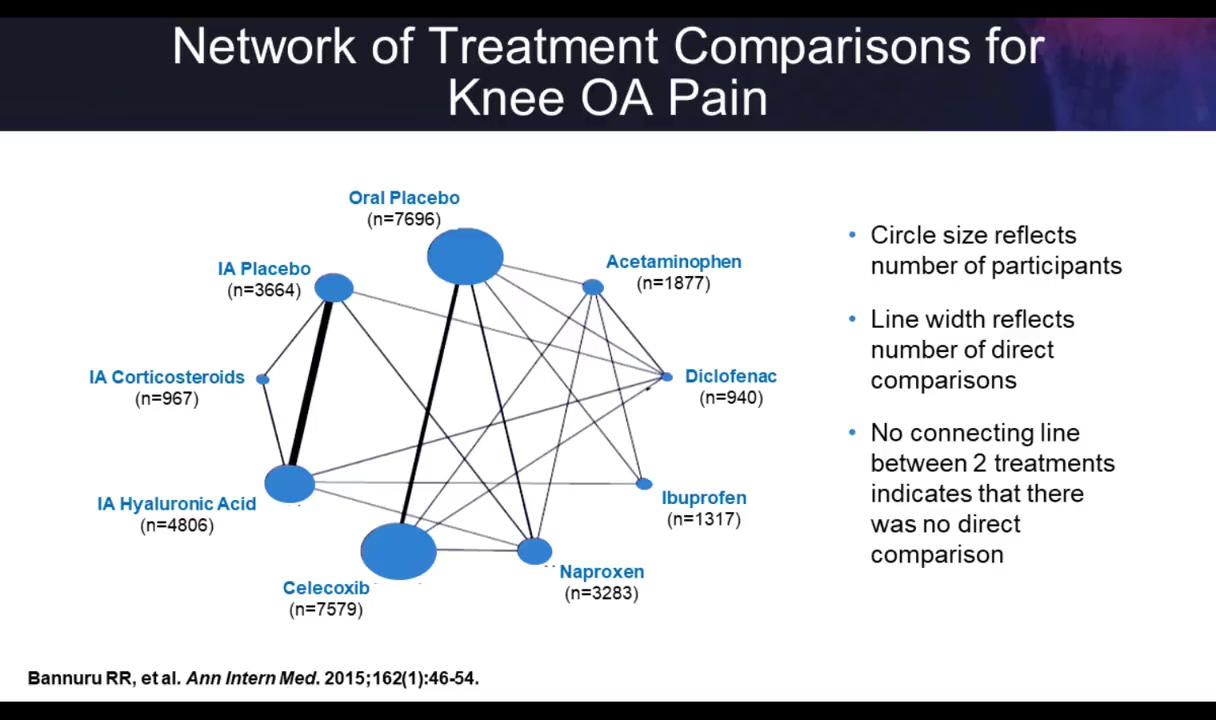 Network of Treatment Comparisons for
Knee OA Pain
Oral Placebo
(n=7696)
IA Placebo
(n=3664)
Acetaminophen
(n=1877)
IA Corticosteroids
(n=967)
Diclofenac
(n=940)
IA Hyaluronic Acid
(n=4806)
Ibuprofen
(n=1317)
Celecoxib
(n=7579)
Naproxen
(n=3283)
• Circle size reflects
number of participants
• Line width reflects
number of direct
comparisons
• No connecting line
between 2 treatments
indicates that there
was no direct
comparison
Bannuru RR, et al. Ann Intern Med. 2015;162(1):46-54.